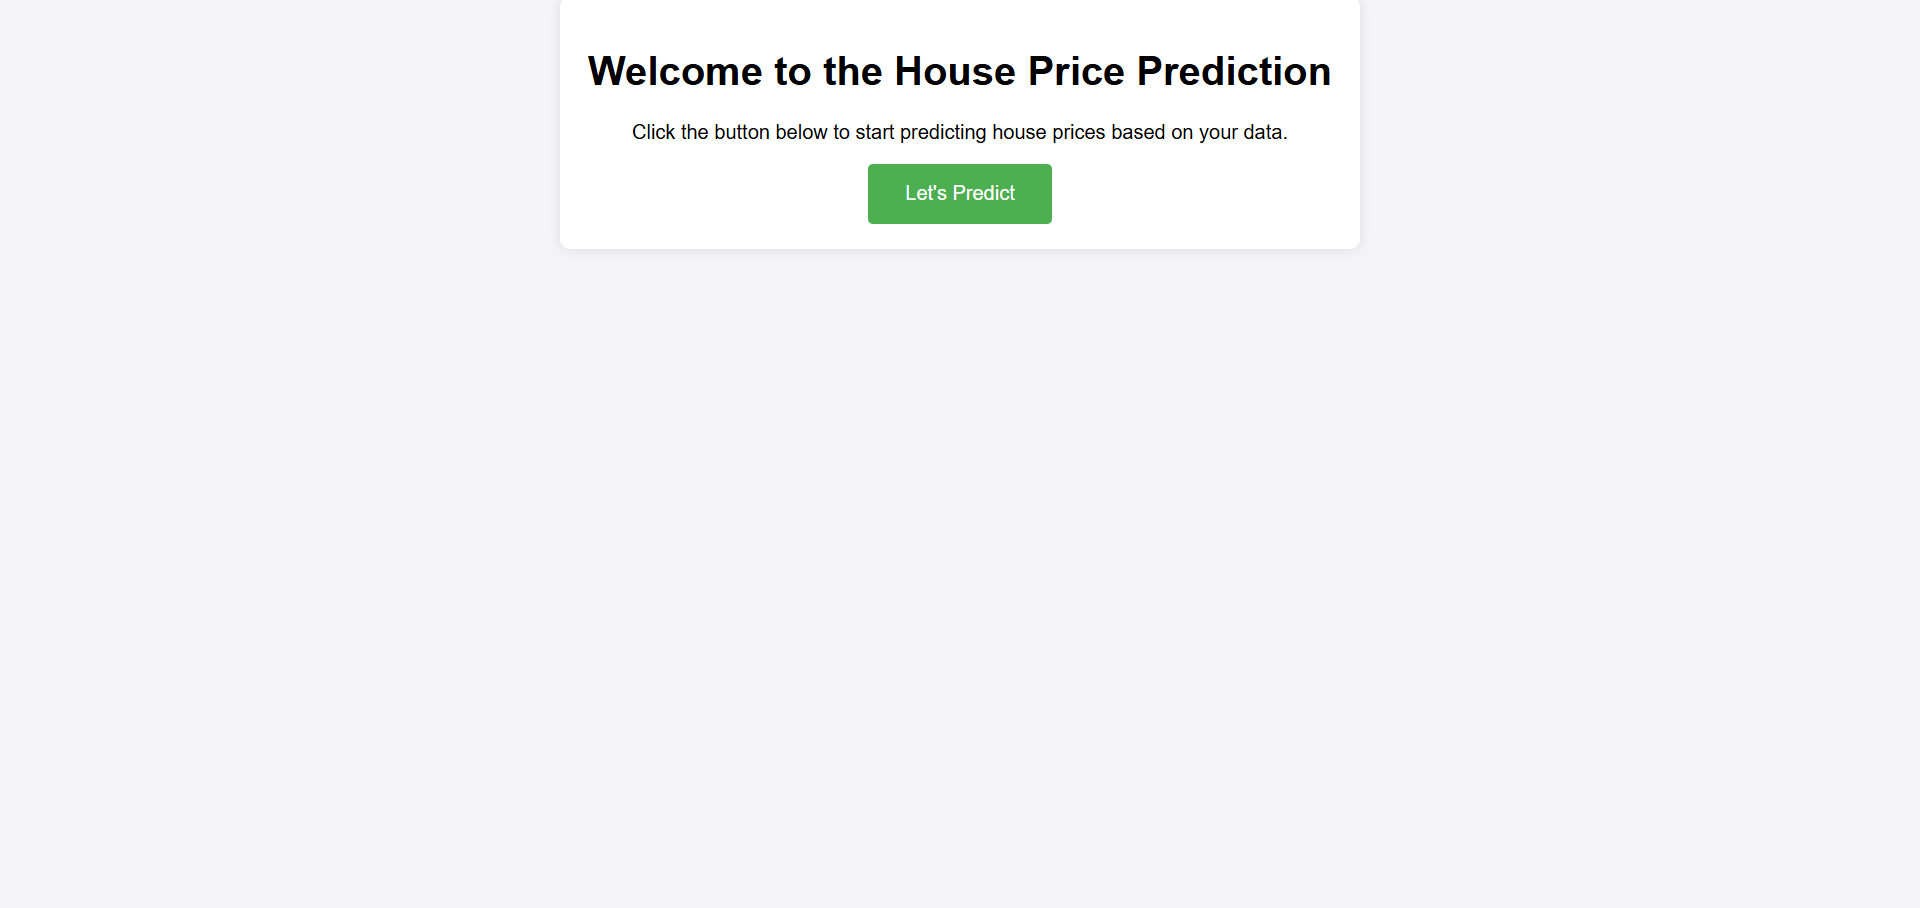 Welcome to the House Price Prediction
Click the button below to start predicting house prices based on your data.
Let's Predict